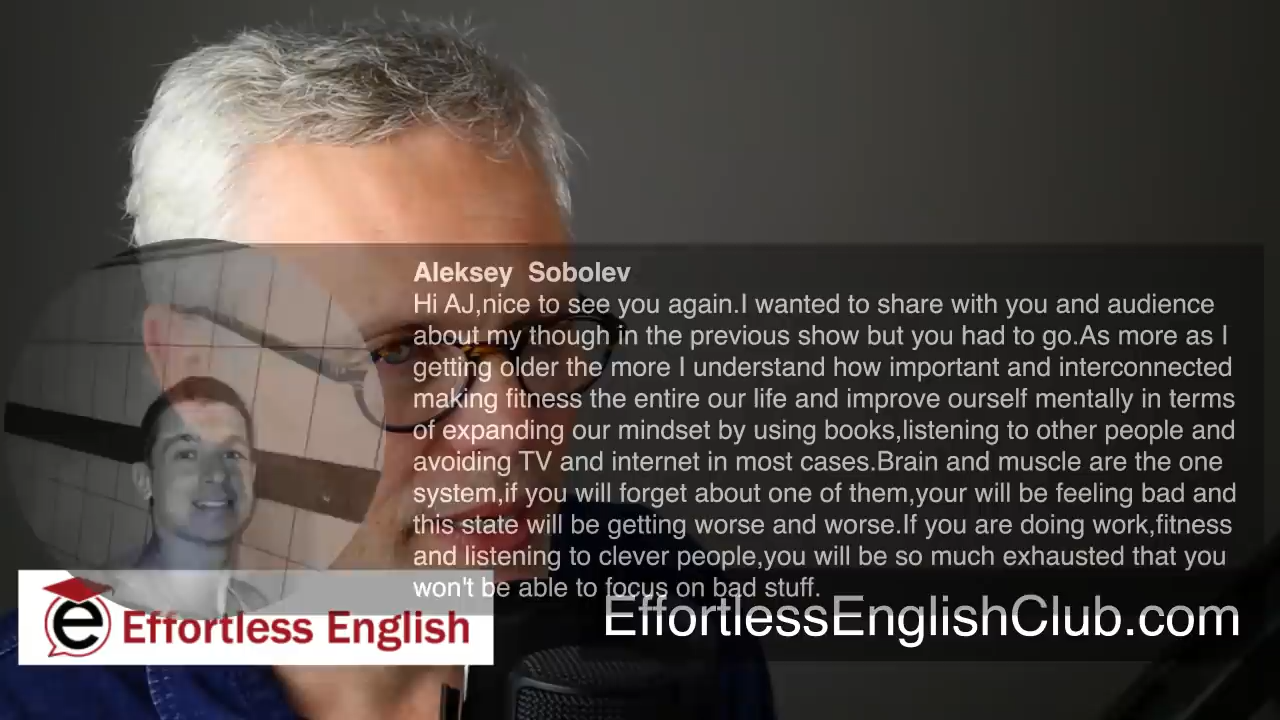 Aleksey Sobolev
Hi AJ,nice to see you again.I wanted to share with you and audience
about my though in the previous show but you had to go.As more as I
getting older the more I understand how important and interconnected
making fitness the entire our life and improve ourself mentally in terms
of expanding our mindset by using books,listening to other people and
avoiding TV and internet in most cases.Brain and muscle are the one
system,if you will forget about one of them,your will be feeling bad and
this state will be getting worse and worse.If you are doing work,fitness
and listening to clever people,you will be so much exhausted that you
won't be able to focus on bad stuff.
e Effortless English
EffortlessEnglishClub.com